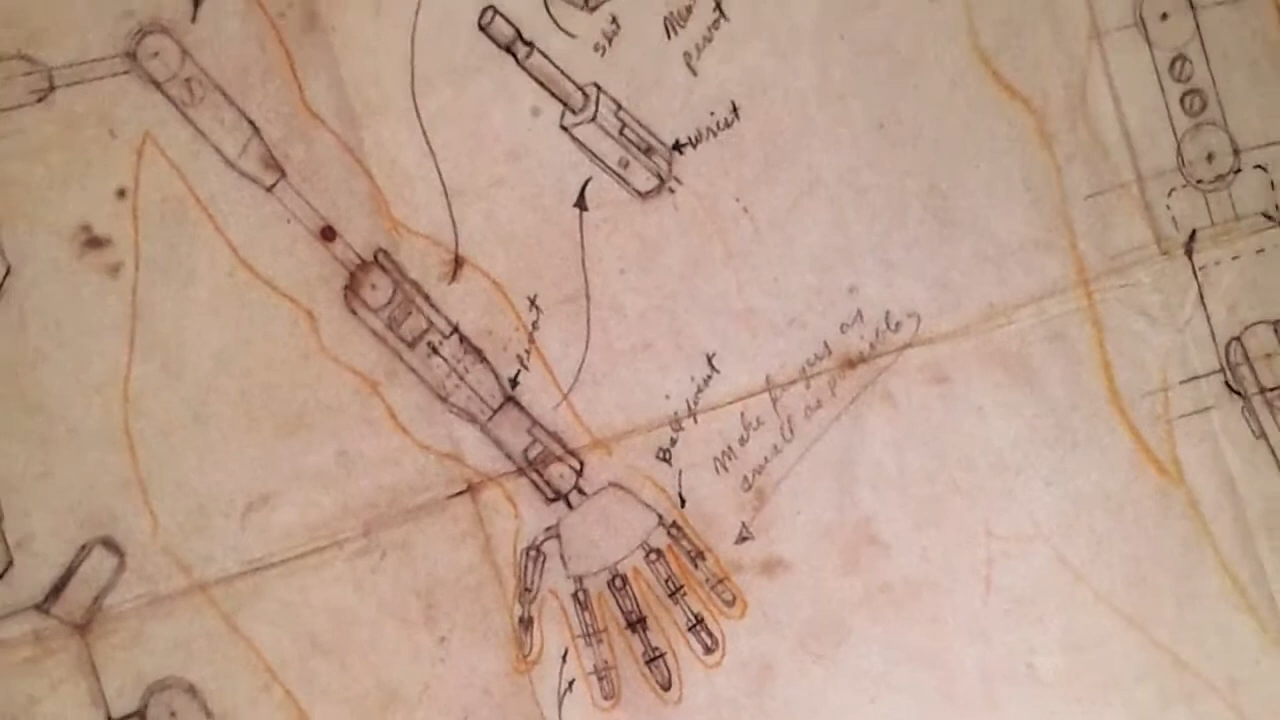 Slot
pivot
wrist
pivot
Ball joint
Make fingers as
small as possible